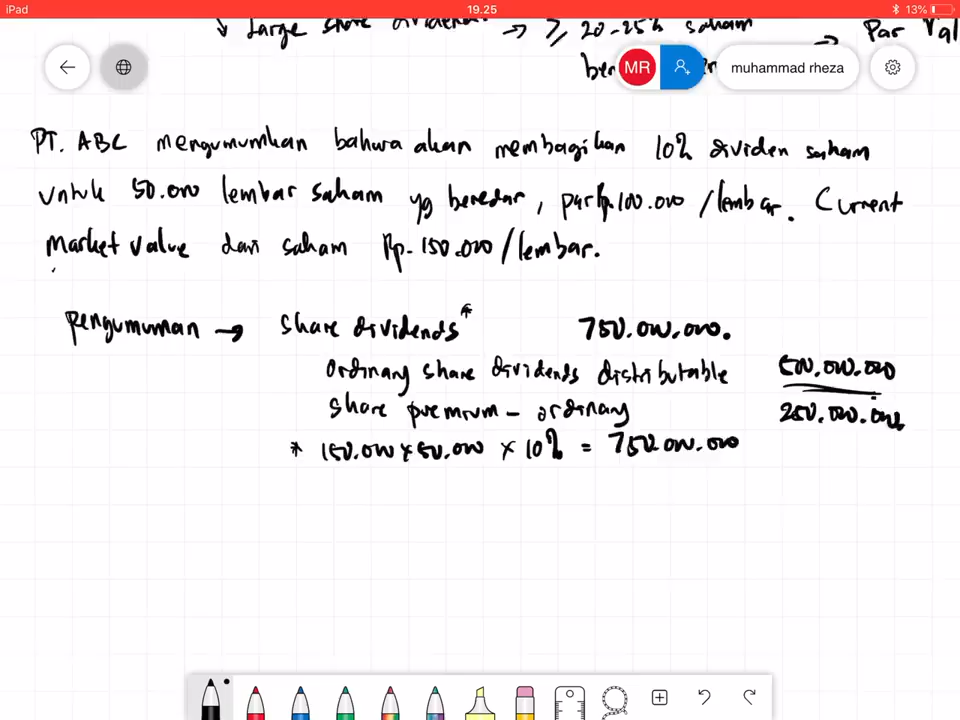 iPad 19.25 13%
↓ Large share dividend → ≥ 20-25% saham → Par Val
ber MR muhammad rheza
PT. ABC mengumumkan bahwa akan membagikan 10% dividen saham
untuk 50.000 lembar saham yg beredar, par Rp.100.000 /lembar. Current
Market value dari saham Rp.150.000/lembar.
pengumuman → share dividends* 750.000.000.
ordinary share dividends distributable 500.000.000
share premium - ordinary 250.000.000
* 150.000 x 50.000 x 10% = 750.000.000